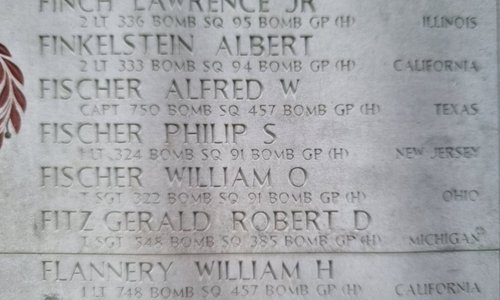 FINCH LAWRENCE JR
2 LT 336 BOMB SQ 95 BOMB GP (H) ILLINOIS
FINKELSTEIN ALBERT
2 LT 333 BOMB SQ 94 BOMB GP (H) CALIFORNIA
FISCHER ALFRED W
CAPT 750 BOMB SQ 457 BOMB GP (H) TEXAS
FISCHER PHILIP S
1 LT 324 BOMB SQ 91 BOMB GP (H) NEW JERSEY
FISCHER WILLIAM O
T SGT 322 BOMB SQ 91 BOMB GP (H) OHIO
FITZ GERALD ROBERT D
T SGT 548 BOMB SQ 385 BOMB GP (H) MICHIGAN
FLANNERY WILLIAM H
1 LT 748 BOMB SQ 457 BOMB GP (H) CALIFORNIA